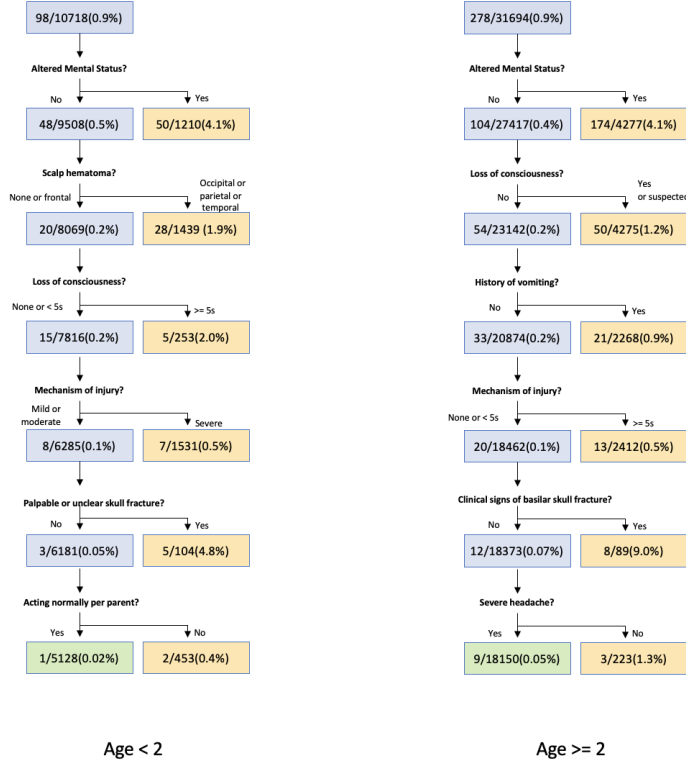 98/10718(0.9%)
Altered Mental Status?
No
Yes
48/9508(0.5%)
50/1210(4.1%)
Scalp hematoma?
None or frontal
Occipital or
parietal or
temporal
20/8069(0.2%)
28/1439 (1.9%)
Loss of consciousness?
None or < 5s
>= 5s
15/7816(0.2%)
5/253(2.0%)
Mechanism of injury?
Mild or
moderate
Severe
8/6285(0.1%)
7/1531(0.5%)
Palpable or unclear skull fracture?
No
Yes
3/6181(0.05%)
5/104(4.8%)
Acting normally per parent?
Yes
No
1/5128(0.02%)
2/453(0.4%)
Age < 2
278/31694(0.9%)
Altered Mental Status?
No
Yes
104/27417(0.4%)
174/4277(4.1%)
Loss of consciousness?
No
Yes
or suspected
54/23142(0.2%)
50/4275(1.2%)
History of vomiting?
No
Yes
33/20874(0.2%)
21/2268(0.9%)
Mechanism of injury?
None or < 5s
>= 5s
20/18462(0.1%)
13/2412(0.5%)
Clinical signs of basilar skull fracture?
No
Yes
12/18373(0.07%)
8/89(9.0%)
Severe headache?
Yes
No
9/18150(0.05%)
3/223(1.3%)
Age >= 2